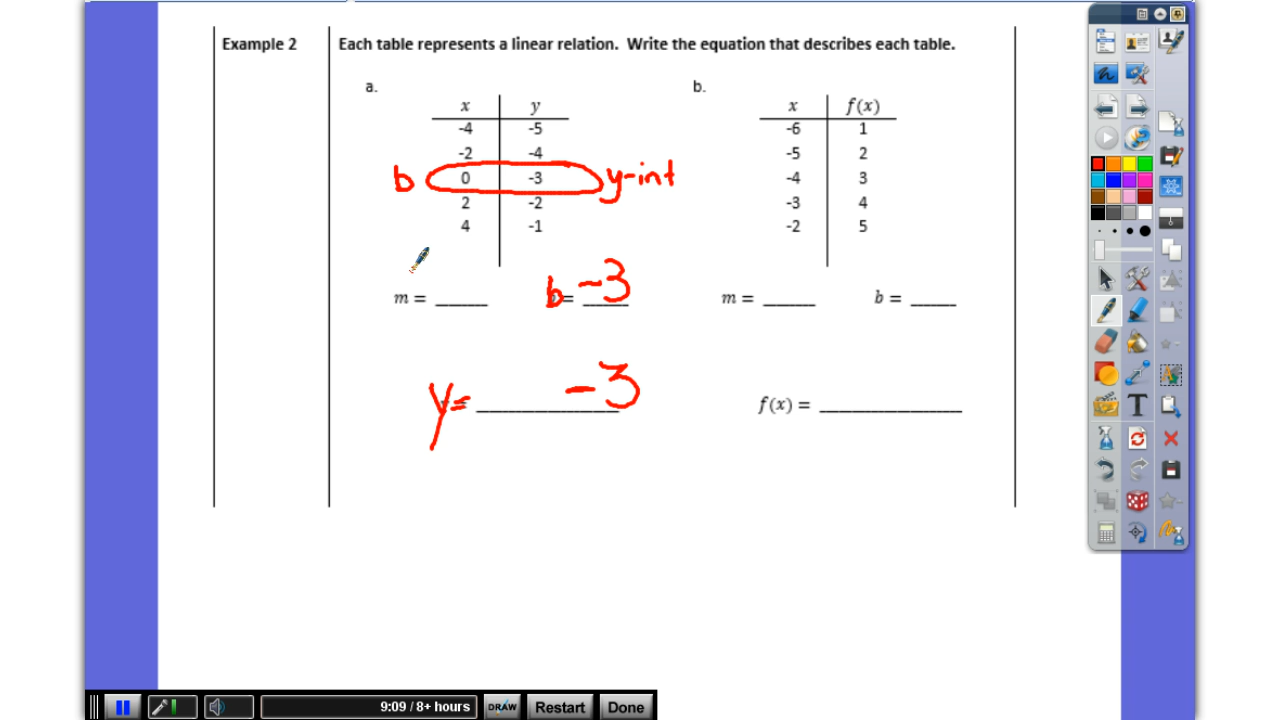 Example 2
Each table represents a linear relation. Write the equation that describes each table.
a.
x y
-4 -5
-2 -4
b 0 -3 y-int
2 -2
4 -1
m = ______ b = -3
y = -3
b.
x f(x)
-6 1
-5 2
-4 3
-3 4
-2 5
m = ______ b = _____
f(x) = ______________
T
9:09 / 8+ hours
DRAW
Restart
Done